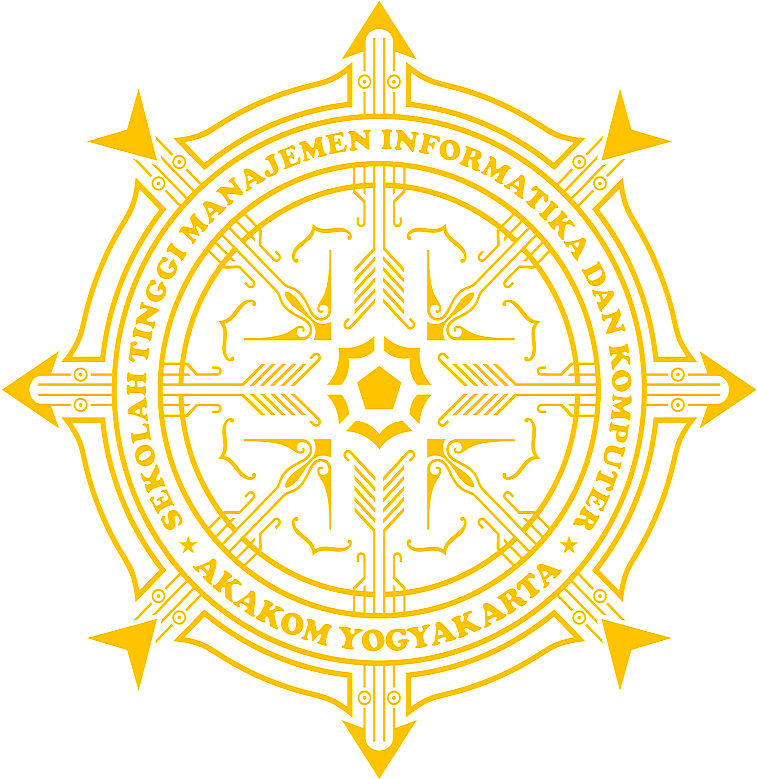 SEKOLAH TINGGI MANAJEMEN INFORMATIKA DAN KOMPUTER
AKAKOM YOGYAKARTA